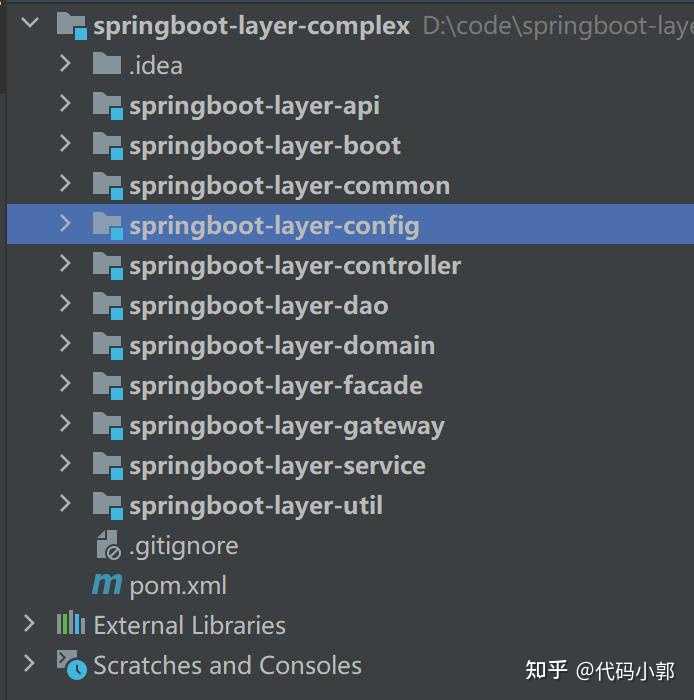 springboot-layer-complex D:\code\springboot-laye
.idea
springboot-layer-api
springboot-layer-boot
springboot-layer-common
springboot-layer-config
springboot-layer-controller
springboot-layer-dao
springboot-layer-domain
springboot-layer-facade
springboot-layer-gateway
springboot-layer-service
springboot-layer-util
.gitignore
pom.xml
External Libraries
Scratches and Consoles
知乎 @代码小郭